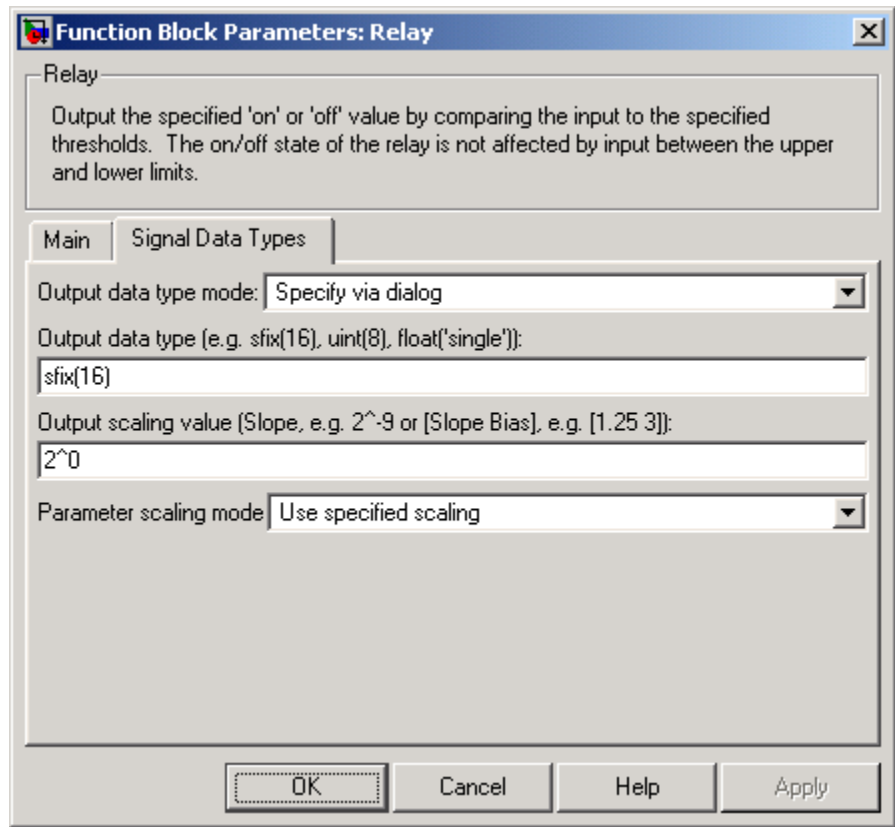 Function Block Parameters: Relay
Relay
Output the specified 'on' or 'off' value by comparing the input to the specified
thresholds.  The on/off state of the relay is not affected by input between the upper
and lower limits.
Main
Signal Data Types
Output data type mode: Specify via dialog
Output data type (e.g. sfix(16), uint(8), float('single')):
sfix(16)
Output scaling value (Slope, e.g. 2^-9 or [Slope Bias], e.g. [1.25 3]):
2^0
Parameter scaling mode Use specified scaling
OK
Cancel
Help
Apply